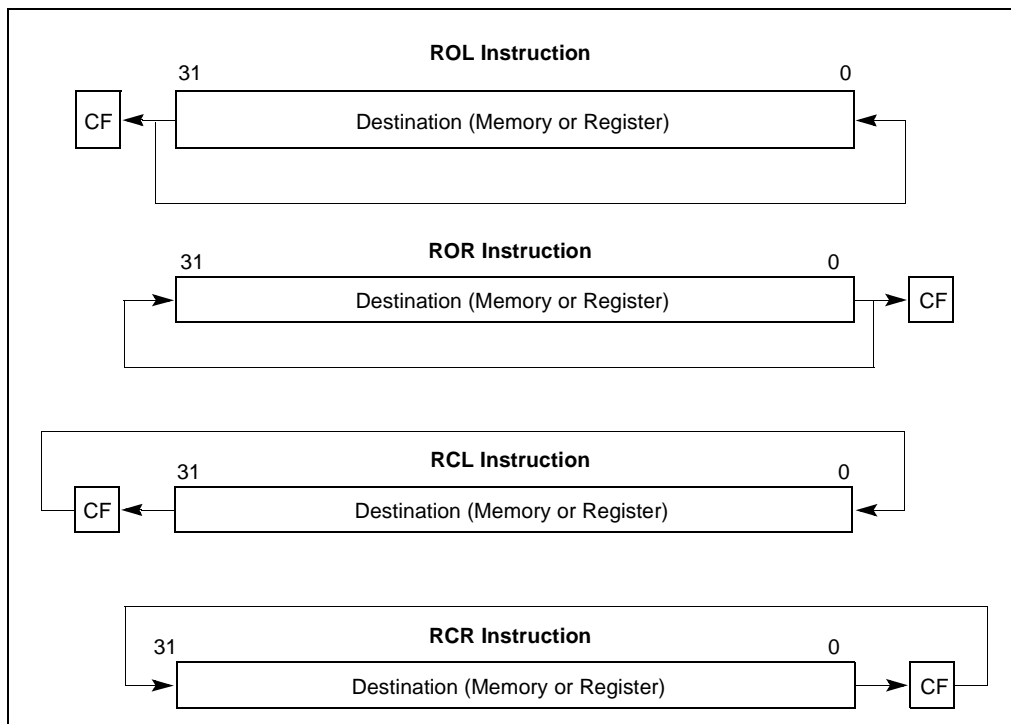 ROL Instruction
31 0
CF Destination (Memory or Register)
ROR Instruction
31 0
Destination (Memory or Register) CF
RCL Instruction
31 0
CF Destination (Memory or Register)
RCR Instruction
31 0
Destination (Memory or Register) CF